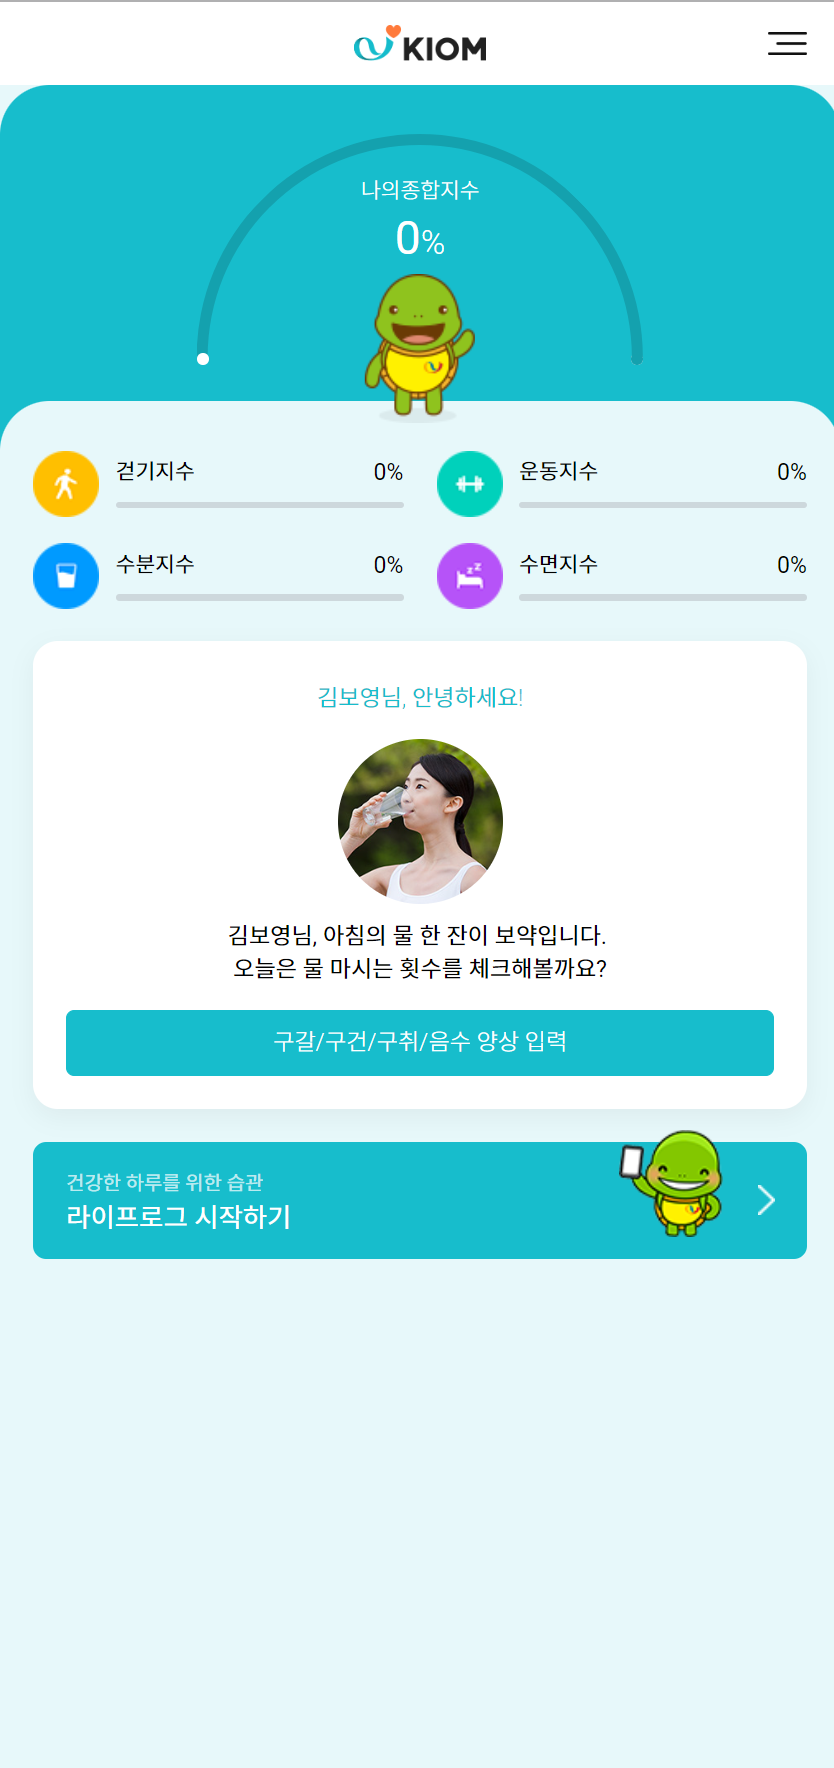 KIOM
나의종합지수
0%
걷기지수 0%
운동지수 0%
수분지수 0%
수면지수 0%
김보영님, 안녕하세요!
김보영님, 아침의 물 한 잔이 보약입니다.
오늘은 물 마시는 횟수를 체크해볼까요?
구갈/구건/구취/음수 양상 입력
건강한 하루를 위한 습관
라이프로그 시작하기